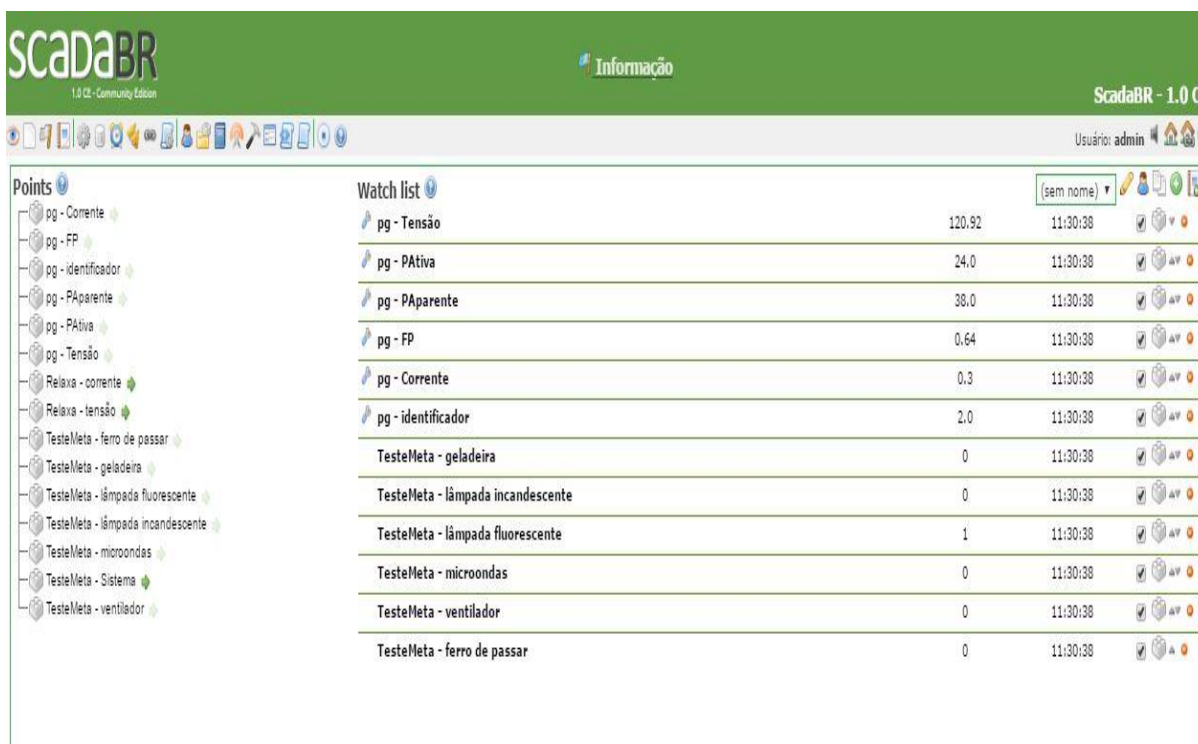 scadaBR
1.0 CE - Community Edition
Informação
ScadaBR - 1.0 C
Usuário: admin
Points
pg - Corrente
pg - FP
pg - identificador
pg - PAparente
pg - PAtiva
pg - Tensão
Relaxa - corrente
Relaxa - tensão
TesteMeta - ferro de passar
TesteMeta - geladeira
TesteMeta - lâmpada fluorescente
TesteMeta - lâmpada incandescente
TesteMeta - microondas
TesteMeta - Sistema
TesteMeta - ventilador
Watch list (sem nome)
pg - Tensão 120.92 11:30:38
pg - PAtiva 24.0 11:30:38
pg - PAparente 38.0 11:30:38
pg - FP 0.64 11:30:38
pg - Corrente 0.3 11:30:38
pg - identificador 2.0 11:30:38
TesteMeta - geladeira 0 11:30:38
TesteMeta - lâmpada incandescente 0 11:30:38
TesteMeta - lâmpada fluorescente 1 11:30:38
TesteMeta - microondas 0 11:30:38
TesteMeta - ventilador 0 11:30:38
TesteMeta - ferro de passar 0 11:30:38